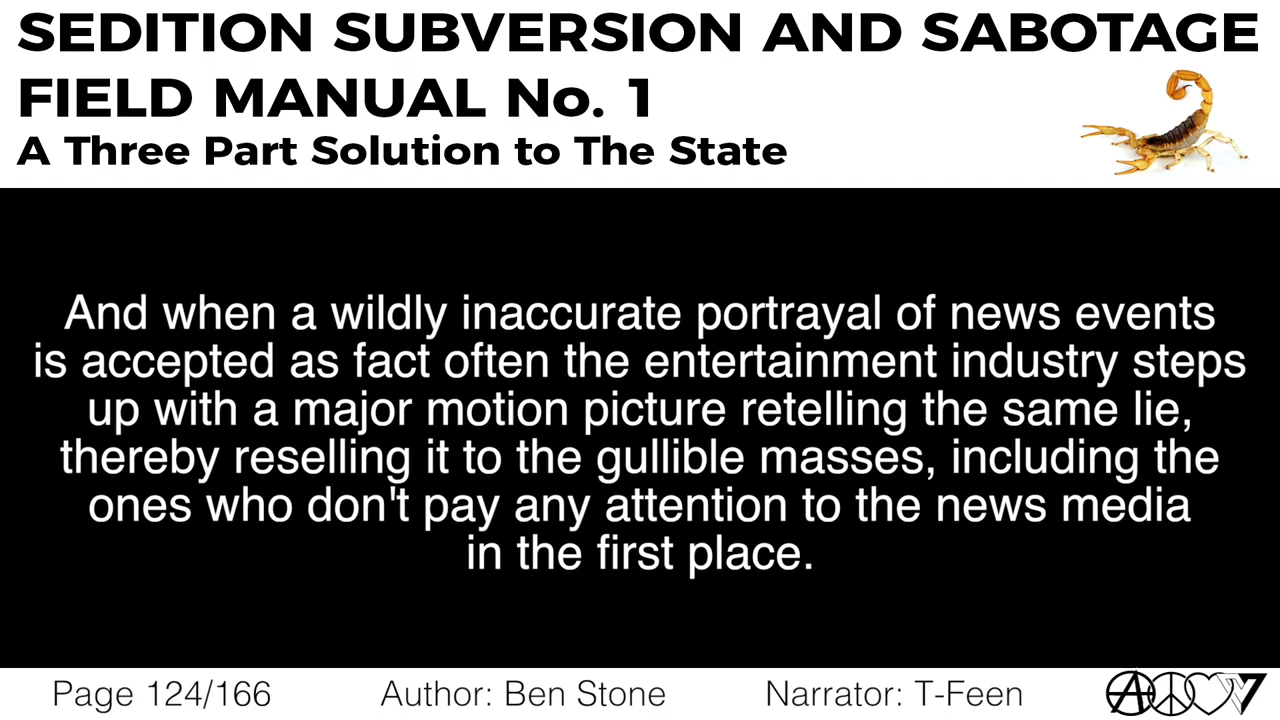 SEDITION SUBVERSION AND SABOTAGE
FIELD MANUAL No. 1
A Three Part Solution to The State
And when a wildly inaccurate portrayal of news events
is accepted as fact often the entertainment industry steps
up with a major motion picture retelling the same lie,
thereby reselling it to the gullible masses, including the
ones who don't pay any attention to the news media
in the first place.
Page 124/166 Author: Ben Stone Narrator: T-Feen